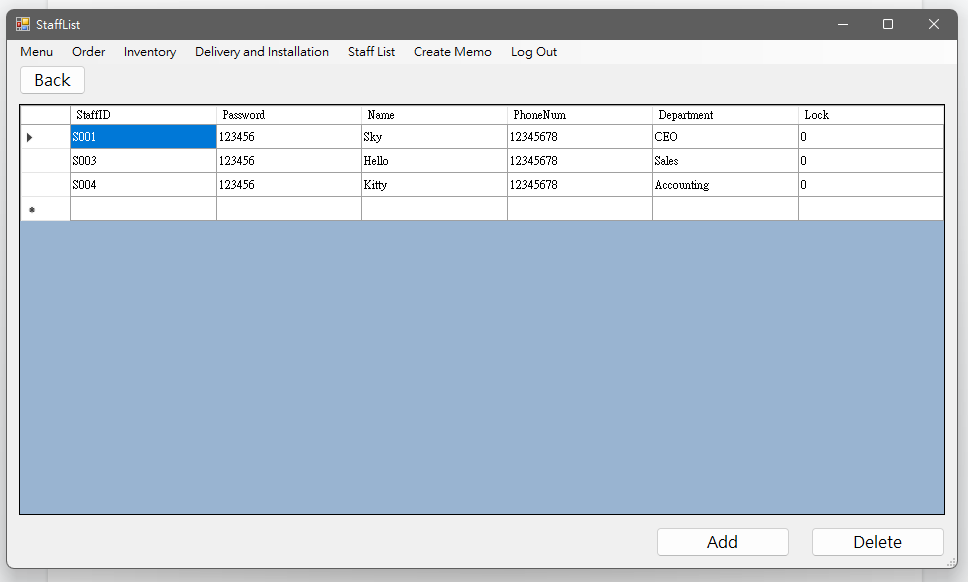 StaffList
Menu Order Inventory Delivery and Installation Staff List Create Memo Log Out
Back
StaffID Password Name PhoneNum Department Lock
S001 123456 Sky 12345678 CEO 0
S003 123456 Hello 12345678 Sales 0
S004 123456 Kitty 12345678 Accounting 0
Add Delete